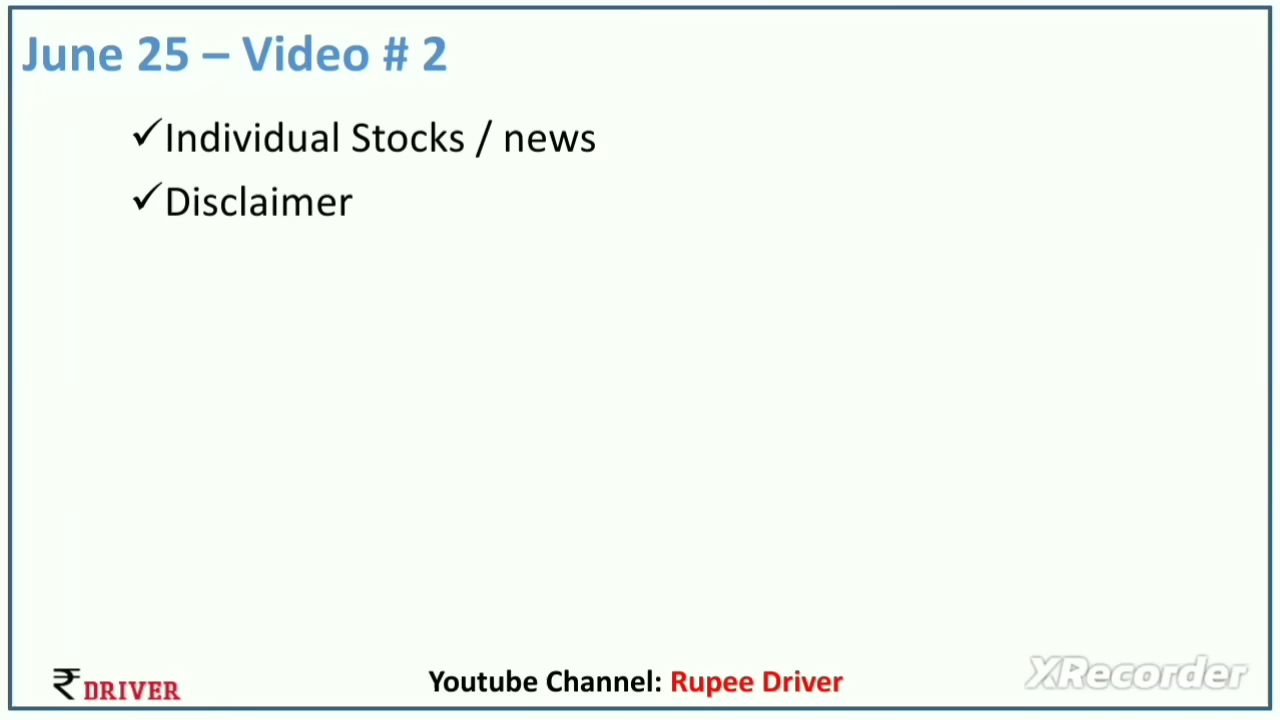 June 25 – Video # 2
✓Individual Stocks / news
✓Disclaimer
₹ DRIVER
Youtube Channel: Rupee Driver
XRecorder